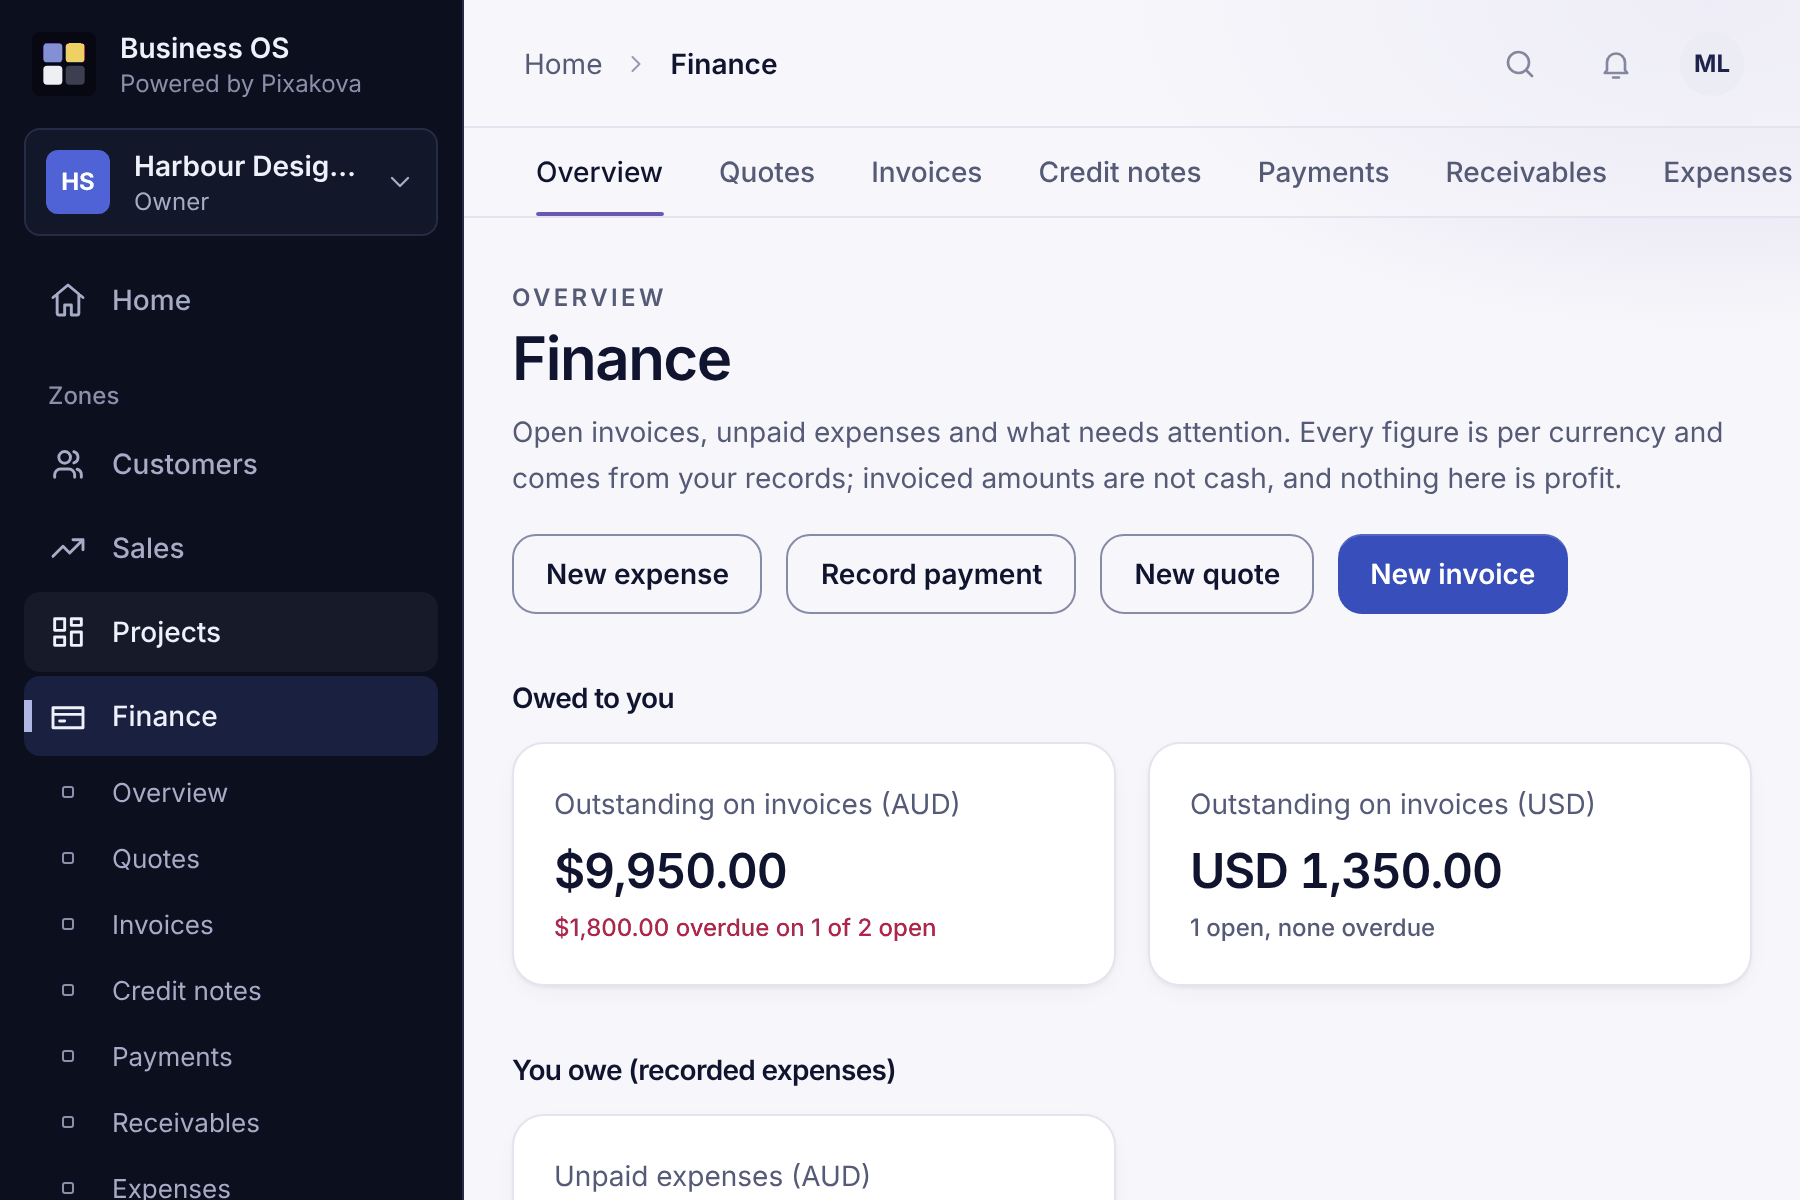 Business OS
Powered by Pixakova
HS
Harbour Desig...
Owner
Home
Zones
Customers
Sales
Projects
Finance
Overview
Quotes
Invoices
Credit notes
Payments
Receivables
Expenses
Home
Finance
ML
Overview
Quotes
Invoices
Credit notes
Payments
Receivables
Expenses
OVERVIEW
Finance
Open invoices, unpaid expenses and what needs attention. Every figure is per currency and
comes from your records; invoiced amounts are not cash, and nothing here is profit.
New expense
Record payment
New quote
New invoice
Owed to you
Outstanding on invoices (AUD)
$9,950.00
$1,800.00 overdue on 1 of 2 open
Outstanding on invoices (USD)
USD 1,350.00
1 open, none overdue
You owe (recorded expenses)
Unpaid expenses (AUD)